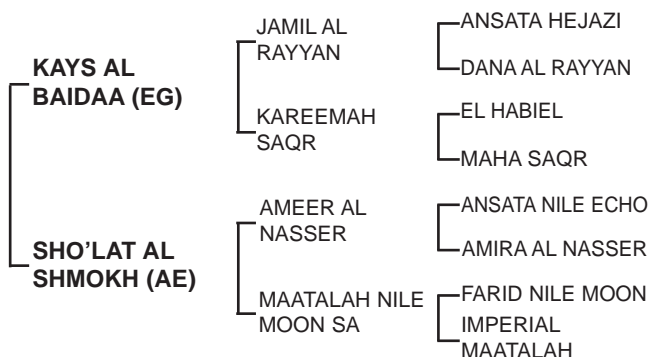 KAYS AL
BAIDAA (EG)
SHO'LAT AL
SHMOKH (AE)
JAMIL AL
RAYYAN
KAREEMAH
SAQR
AMEER AL
NASSER
MAATALAH NILE
MOON SA
ANSATA HEJAZI
DANA AL RAYYAN
EL HABIEL
MAHA SAQR
ANSATA NILE ECHO
AMIRA AL NASSER
FARID NILE MOON
IMPERIAL
MAATALAH